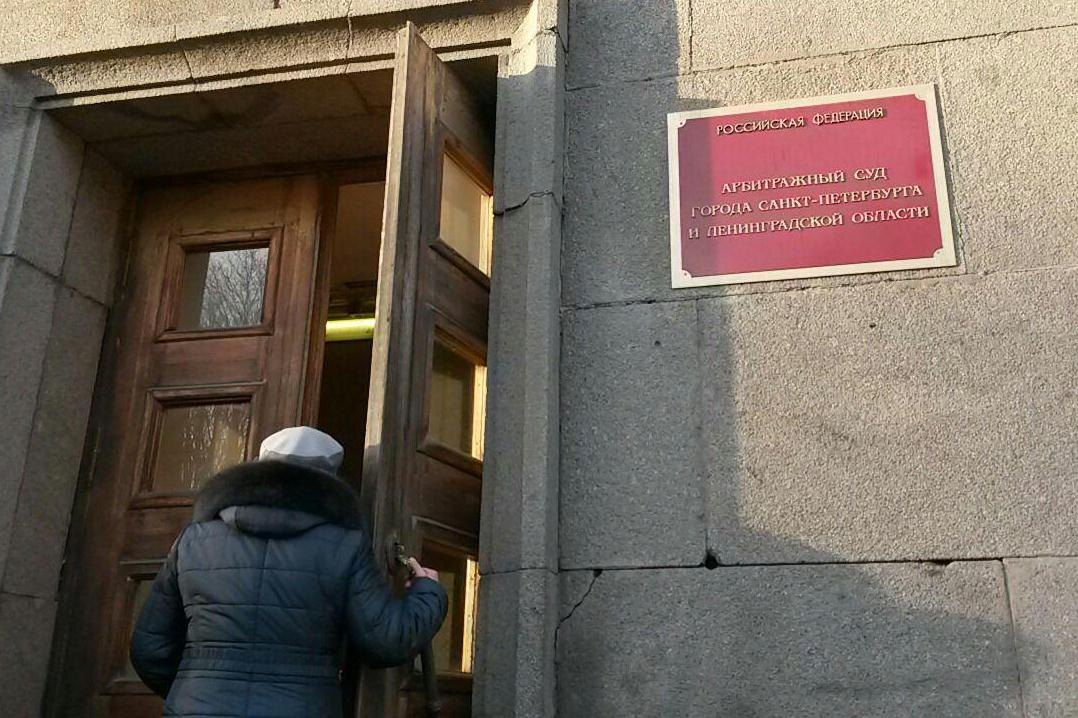 РОССИЙСКАЯ ФЕДЕРАЦИЯ
АРБИТРАЖНЫЙ СУД
ГОРОДА САНКТ-ПЕТЕРБУРГА
И ЛЕНИНГРАДСКОЙ ОБЛАСТИ